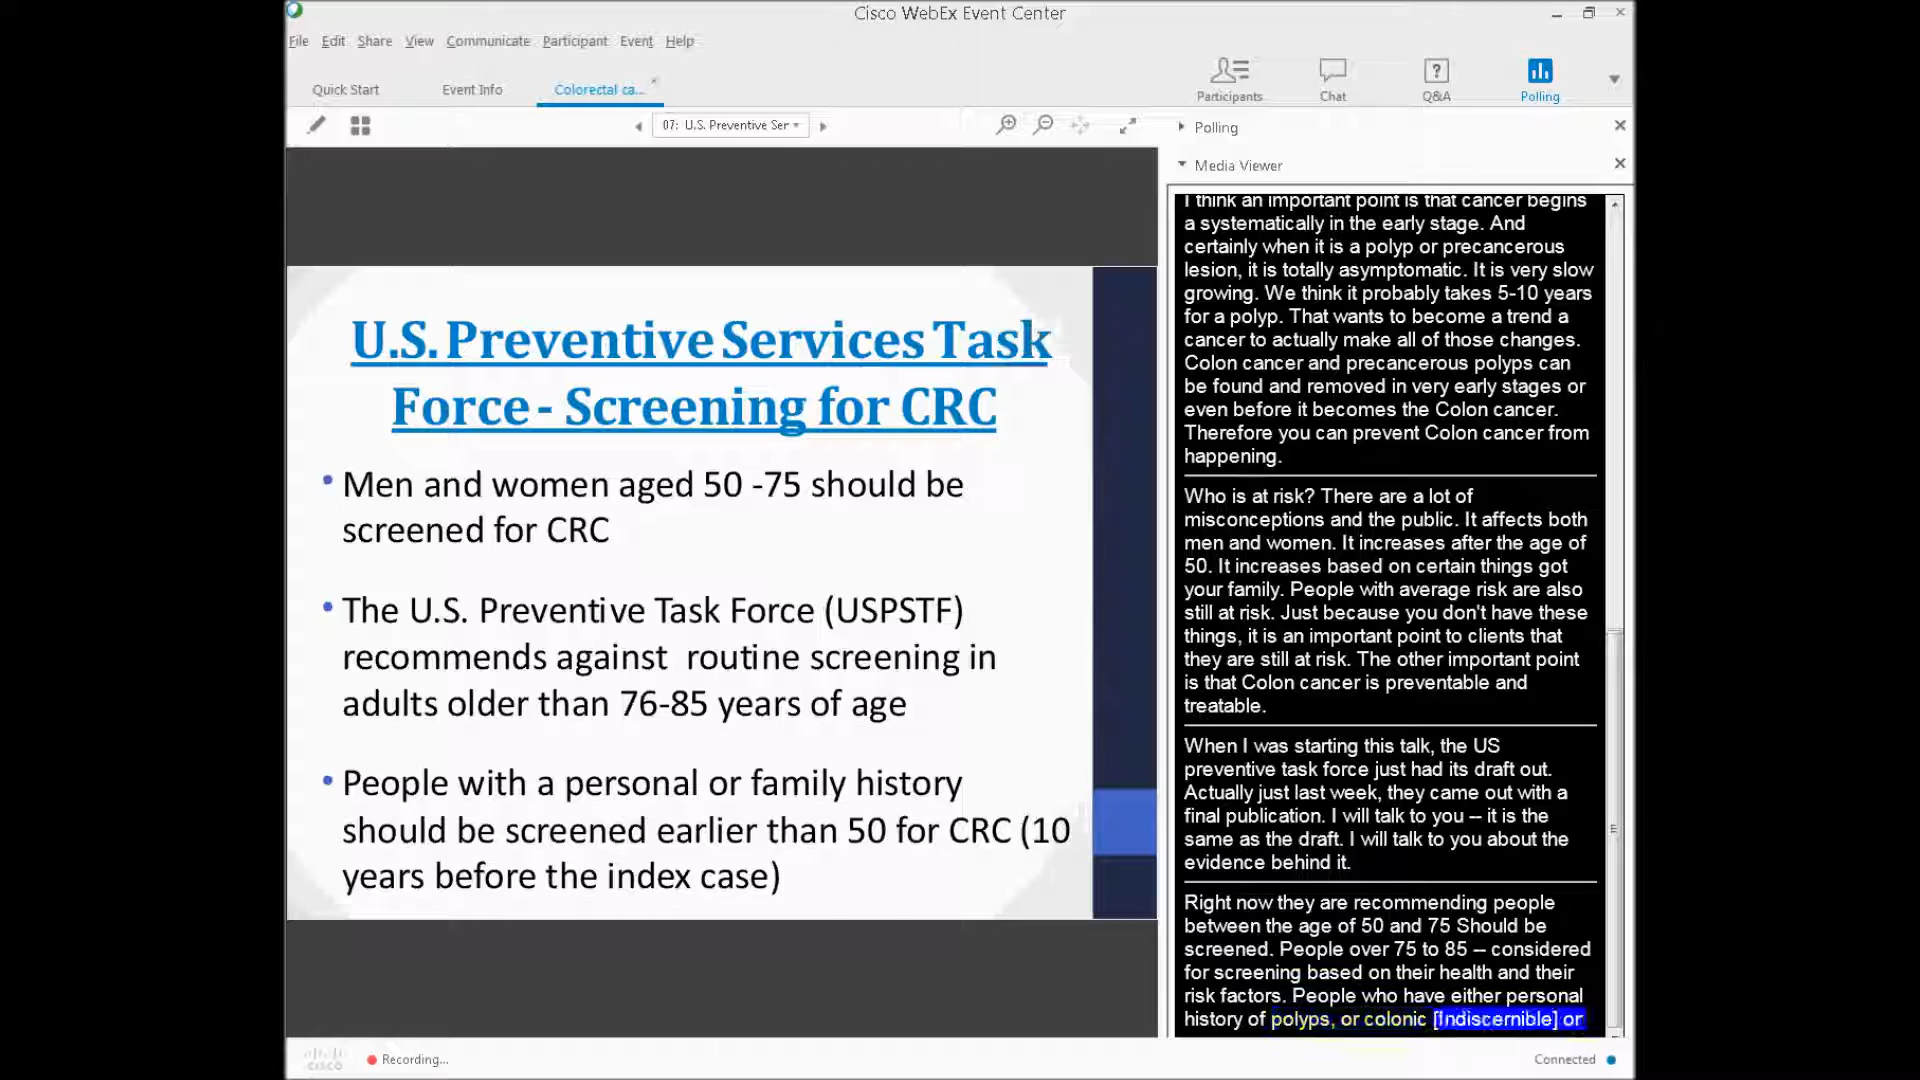 Cisco WebEx Event Center
File Edit Share View Communicate Participant Event Help
Quick Start Event Info Colorectal ca...
Participants Chat Q&A Polling
07: U.S. Preventive Ser
Polling
Media Viewer
U.S. Preventive Services Task
Force - Screening for CRC
• Men and women aged 50 -75 should be
screened for CRC
• The U.S. Preventive Task Force (USPSTF)
recommends against routine screening in
adults older than 76-85 years of age
• People with a personal or family history
should be screened earlier than 50 for CRC (10
years before the index case)
I think an important point is that cancer begins
a systematically in the early stage. And
certainly when it is a polyp or precancerous
lesion, it is totally asymptomatic. It is very slow
growing. We think it probably takes 5-10 years
for a polyp. That wants to become a trend a
cancer to actually make all of those changes.
Colon cancer and precancerous polyps can
be found and removed in very early stages or
even before it becomes the Colon cancer.
Therefore you can prevent Colon cancer from
happening.
Who is at risk? There are a lot of
misconceptions and the public. It affects both
men and women. It increases after the age of
50. It increases based on certain things got
your family. People with average risk are also
still at risk. Just because you don't have these
things, it is an important point to clients that
they are still at risk. The other important point
is that Colon cancer is preventable and
treatable.
When I was starting this talk, the US
preventive task force just had its draft out.
Actually just last week, they came out with a
final publication. I will talk to you -- it is the
same as the draft. I will talk to you about the
evidence behind it.
Right now they are recommending people
between the age of 50 and 75 Should be
screened. People over 75 to 85 -- considered
for screening based on their health and their
risk factors. People who have either personal
history of polyps, or colonic [Indiscernible] or
cisco
Recording...
Connected